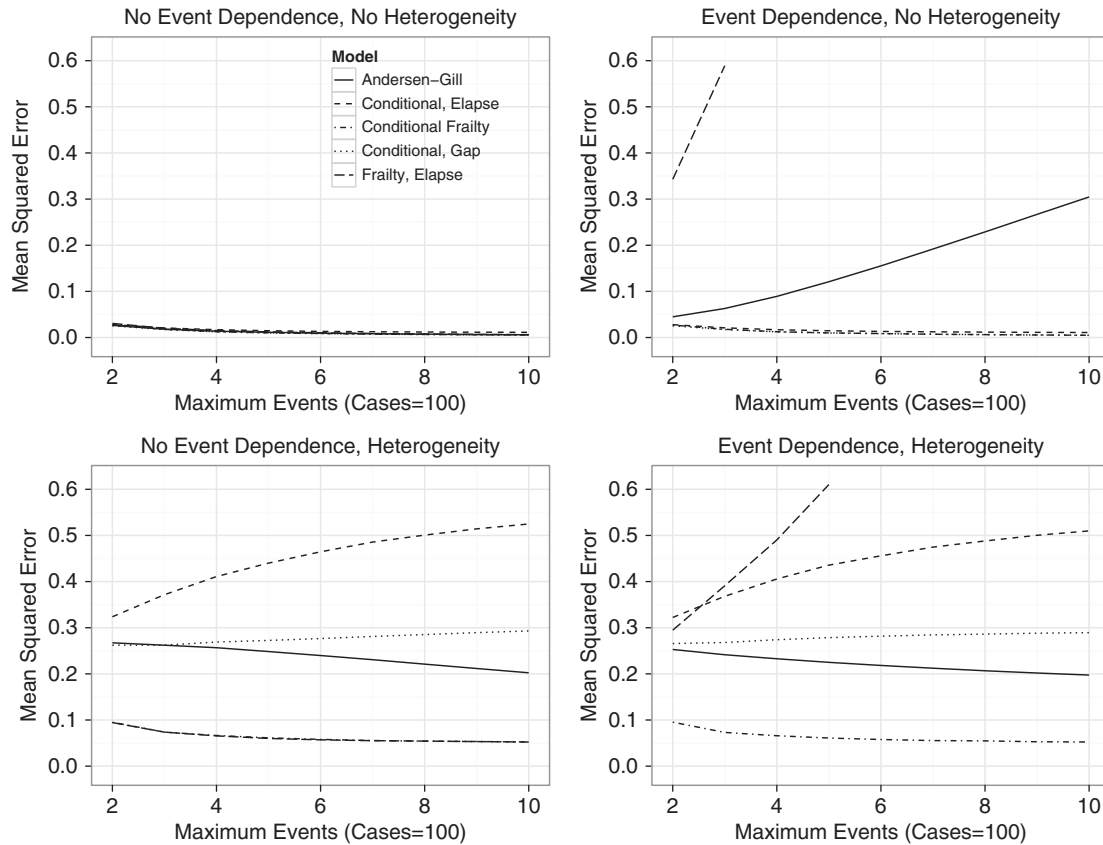 No Event Dependence, No Heterogeneity
Mean Squared Error
0.6
0.5
0.4
0.3
0.2
0.1
0.0
Model
Andersen−Gill
Conditional, Elapse
Conditional Frailty
Conditional, Gap
Frailty, Elapse
2 4 6 8 10
Maximum Events (Cases=100)
Event Dependence, No Heterogeneity
Mean Squared Error
0.6
0.5
0.4
0.3
0.2
0.1
0.0
2 4 6 8 10
Maximum Events (Cases=100)
No Event Dependence, Heterogeneity
Mean Squared Error
0.6
0.5
0.4
0.3
0.2
0.1
0.0
2 4 6 8 10
Maximum Events (Cases=100)
Event Dependence, Heterogeneity
Mean Squared Error
0.6
0.5
0.4
0.3
0.2
0.1
0.0
2 4 6 8 10
Maximum Events (Cases=100)